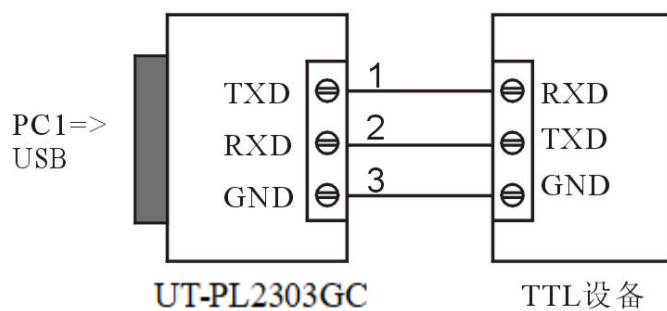 TXD 1 RXD
PC1=>
USB
RXD 2 TXD
GND 3 GND
UT-PL2303GC TTL设备